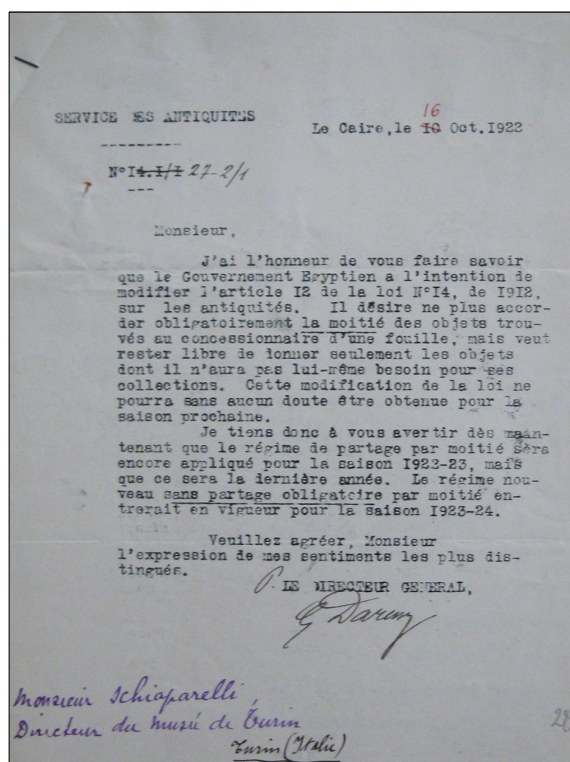 SERVICE DES ANTIQUITES
16
Le Caire, le 10 Oct. I922
N°I4.I/I 27-2/1
Monsieur,
J'ai l'honneur de vous faire savoir
que le Gouvernement Egyptien a l'intention de
modifier l'article I2 de la loi N°I4, de I9I2,
sur les antiquités. Il désire ne plus accor-
der obligatoirement la moitié des objets trou-
vés au concessionnaire d'une fouille, mais veut
rester libre de donner seulement les objets
dont il n'aura pas lui-même besoin pour ses
collections. Cette modification de la loi ne
pourra sans aucun doute être obtenue pour la
saison prochaine.
Je tiens donc à vous avertir dès main-
tenant que le régime de partage par moitié sera
encore appliqué pour la saison I923-23, mais
que ce sera la dernière année. Le régime nou-
veau sans partage obligatoire par moitié en-
trerait en vigueur pour la saison I923-24.
Veuillez agréer, Monsieur
l'expression de mes sentiments les plus dis-
tingués.
P. LE DIRECTEUR GENERAL,
G Daressy
Monsieur Schiaparelli,
Directeur du Musée de Turin
Turin (Italie)